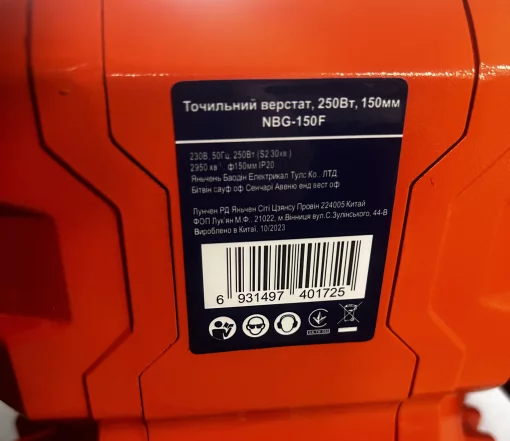 Точильний верстат, 250Вт, 150мм
NBG-150F
230В, 50Гц, 250Вт (S2 30хв.)
2950 хв⁻¹ ф150мм IP20
Яньчень Баодін Електрикал Тулс Ко., ЛТД
Бітвін сауф оф Сенчарі Авеню енд вест оф
Лунчен РД Яньчен Сіті Цзянсу Провін 224005 Китай
ФОП Лук'ян М.Ф., 21022, м.Вінниця вул.С.Зулінського, 44-В
Вироблено в Китаї, 10/2023
6 931497 401725